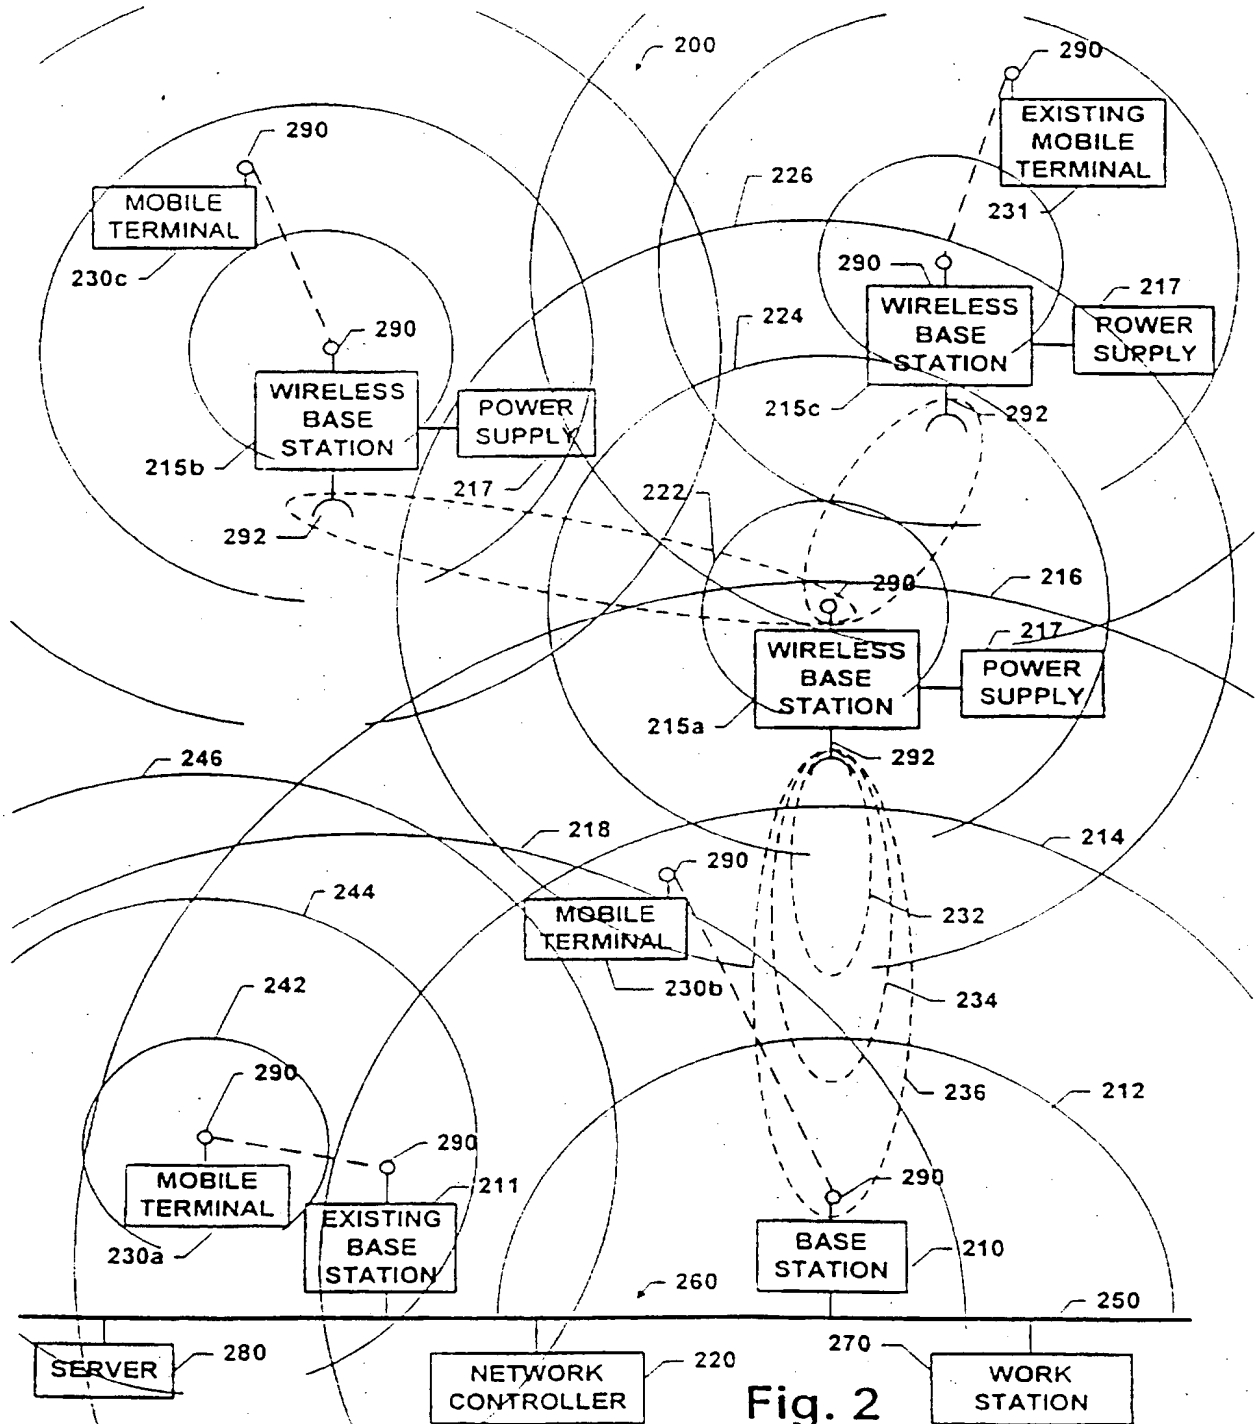 200
290
EXISTING
MOBILE
TERMINAL
231
290
MOBILE
TERMINAL
230c
226
290
WIRELESS
BASE
STATION
215c
217
POWER
SUPPLY
224
290
WIRELESS
BASE
STATION
215b
POWER
SUPPLY
217
292
292
222
290
216
WIRELESS
BASE
STATION
215a
217
POWER
SUPPLY
292
246
218
214
290
244
MOBILE
TERMINAL
230b
232
234
242
236
212
290
MOBILE
TERMINAL
230a
290
211
EXISTING
BASE
STATION
290
BASE
STATION
210
260
250
SERVER
280
NETWORK
CONTROLLER
220
270
WORK
STATION
Fig. 2